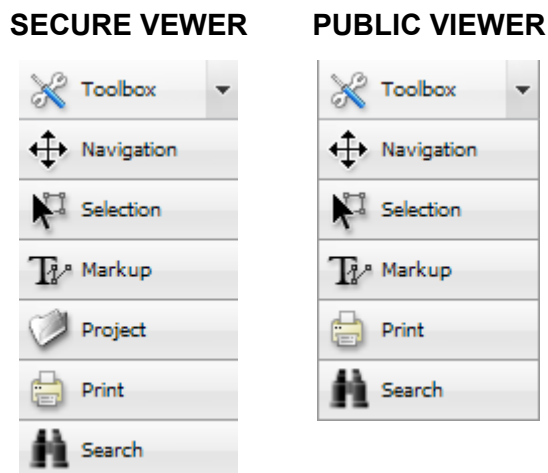 SECURE VEWER
Toolbox
Navigation
Selection
Markup
Project
Print
Search
PUBLIC VIEWER
Toolbox
Navigation
Selection
Markup
Print
Search